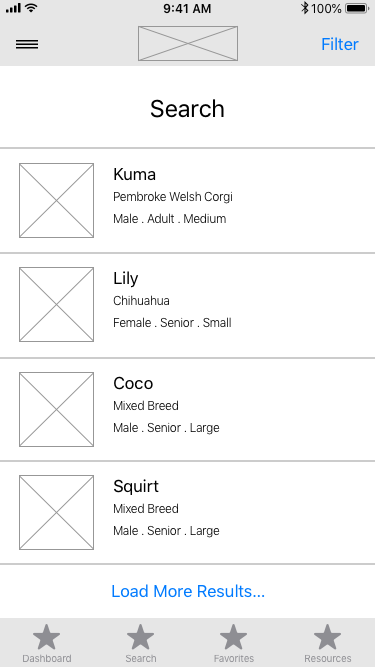 9:41 AM
100%
Filter
Search
Kuma
Pembroke Welsh Corgi
Male . Adult . Medium
Lily
Chihuahua
Female . Senior . Small
Coco
Mixed Breed
Male . Senior . Large
Squirt
Mixed Breed
Male . Senior . Large
Load More Results...
Dashboard
Search
Favorites
Resources